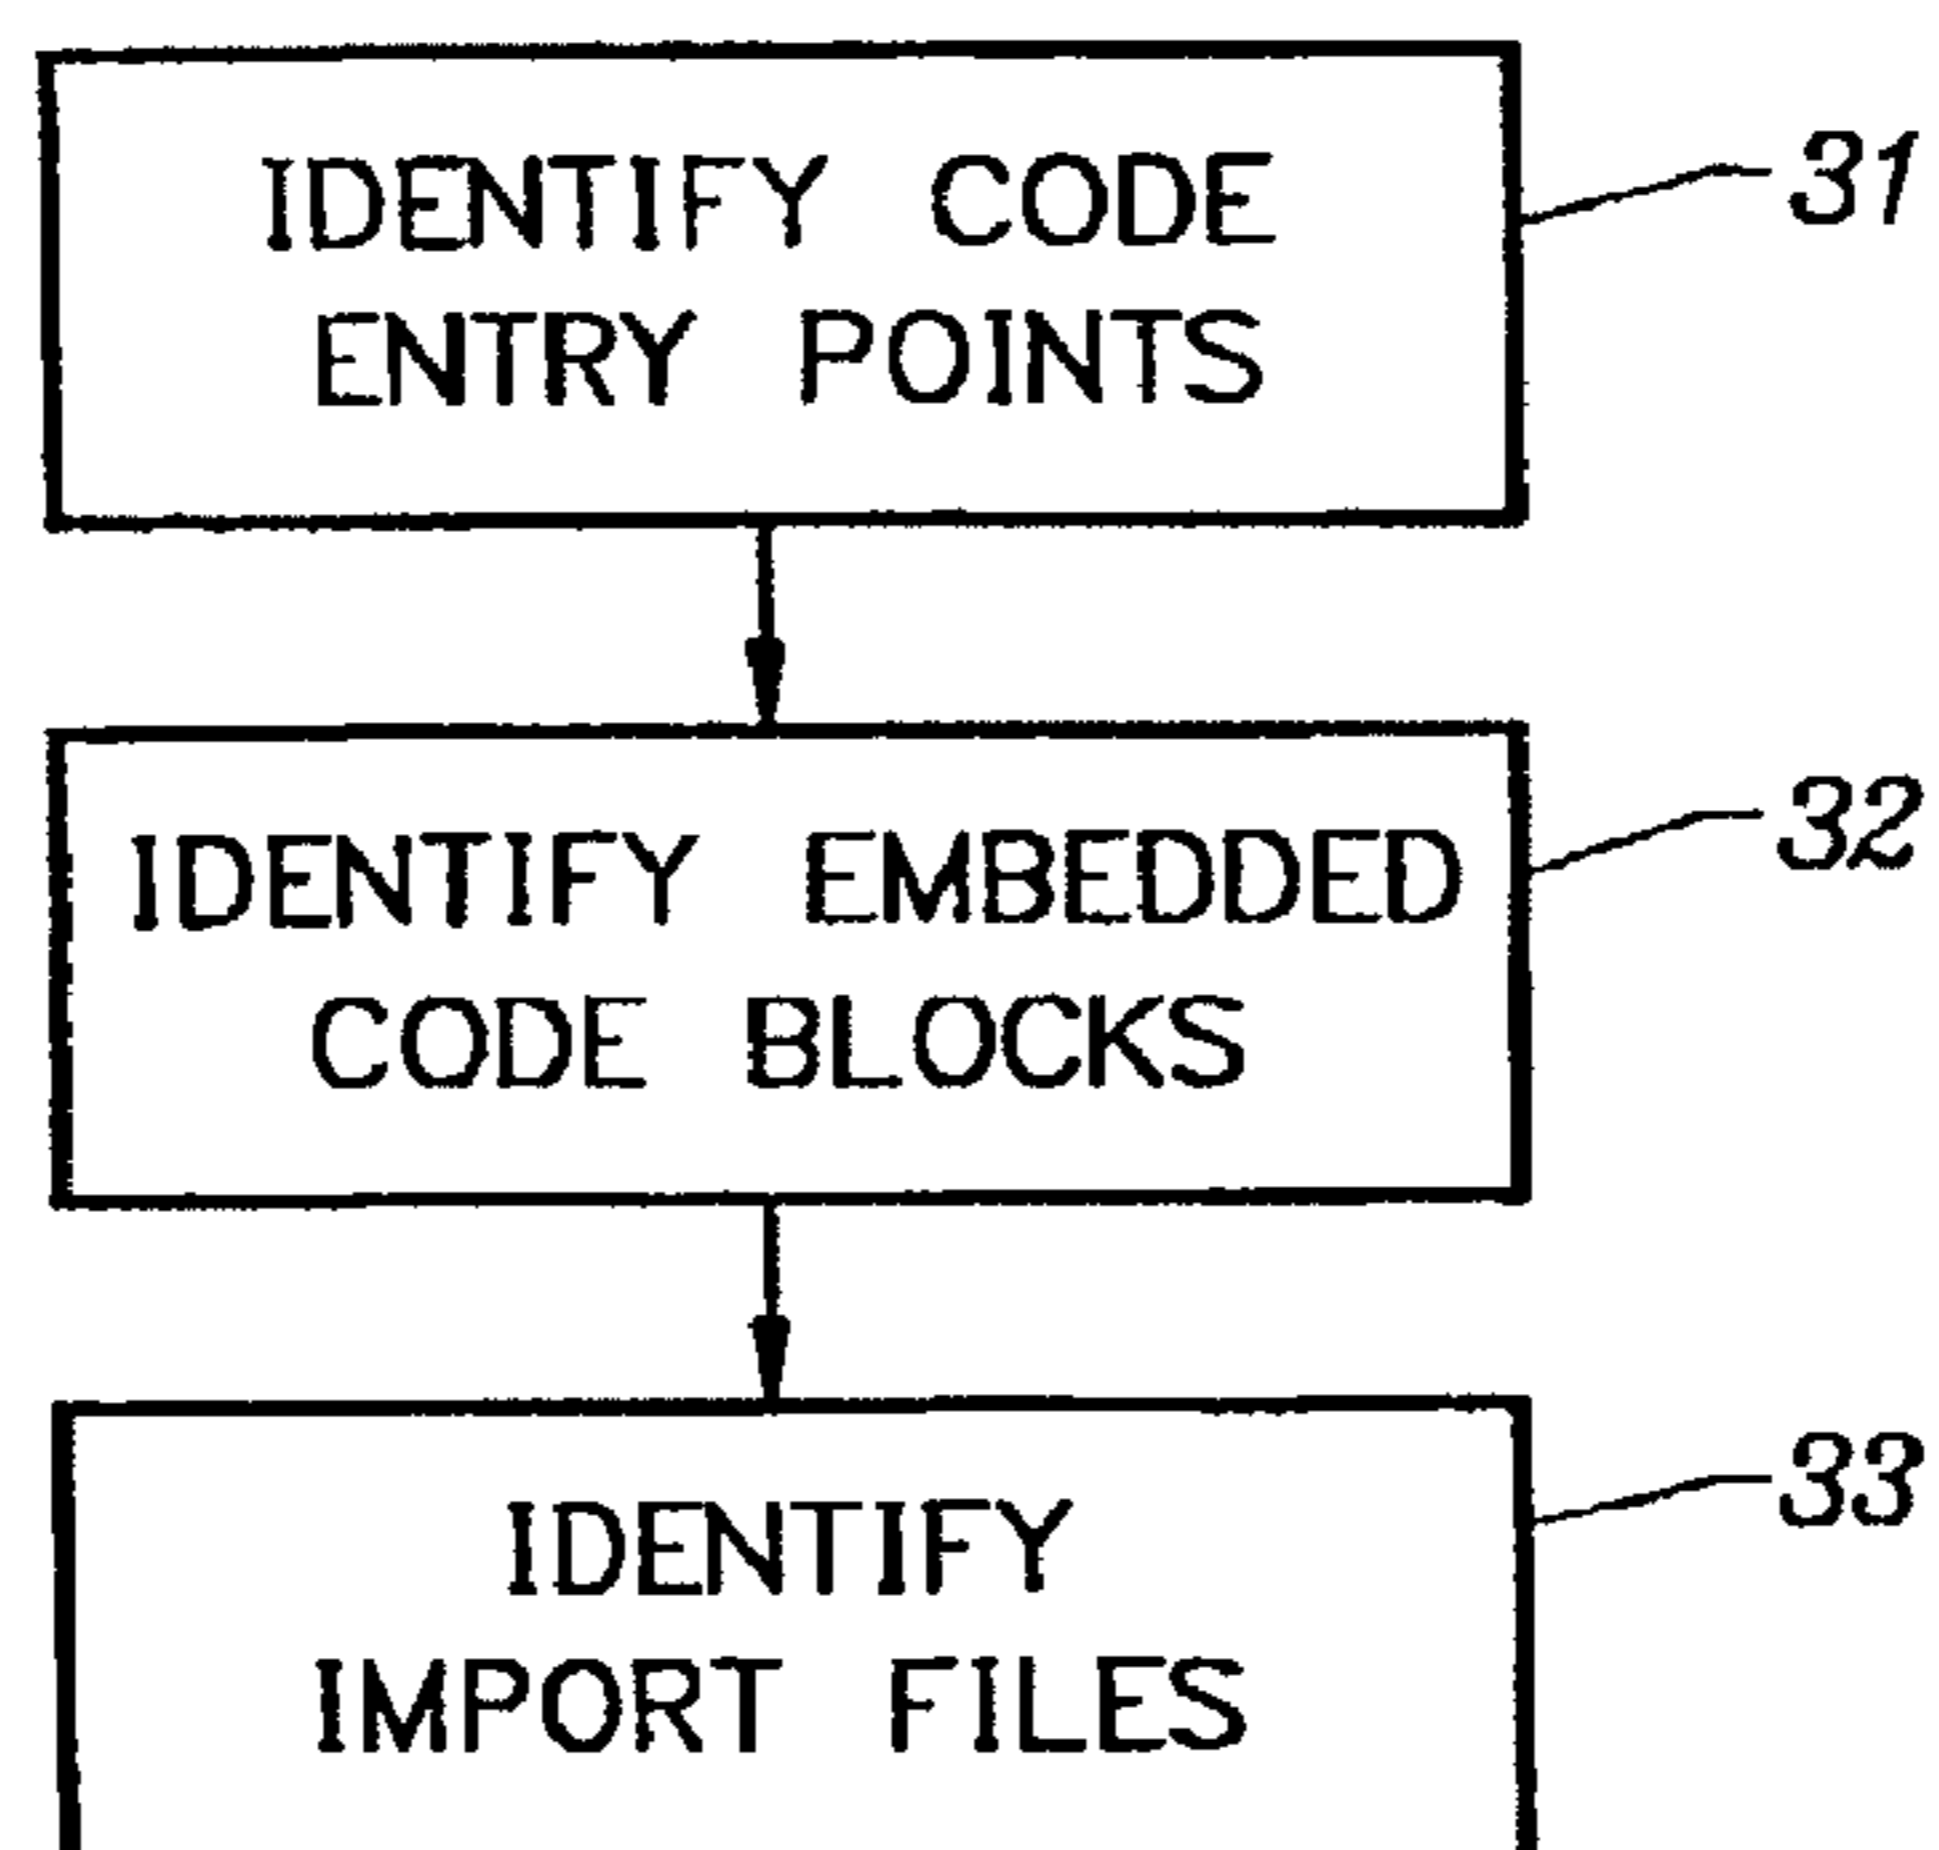 IDENTIFY CODE
ENTRY POINTS
31
IDENTIFY EMBEDDED
CODE BLOCKS
32
IDENTIFY
IMPORT FILES
33